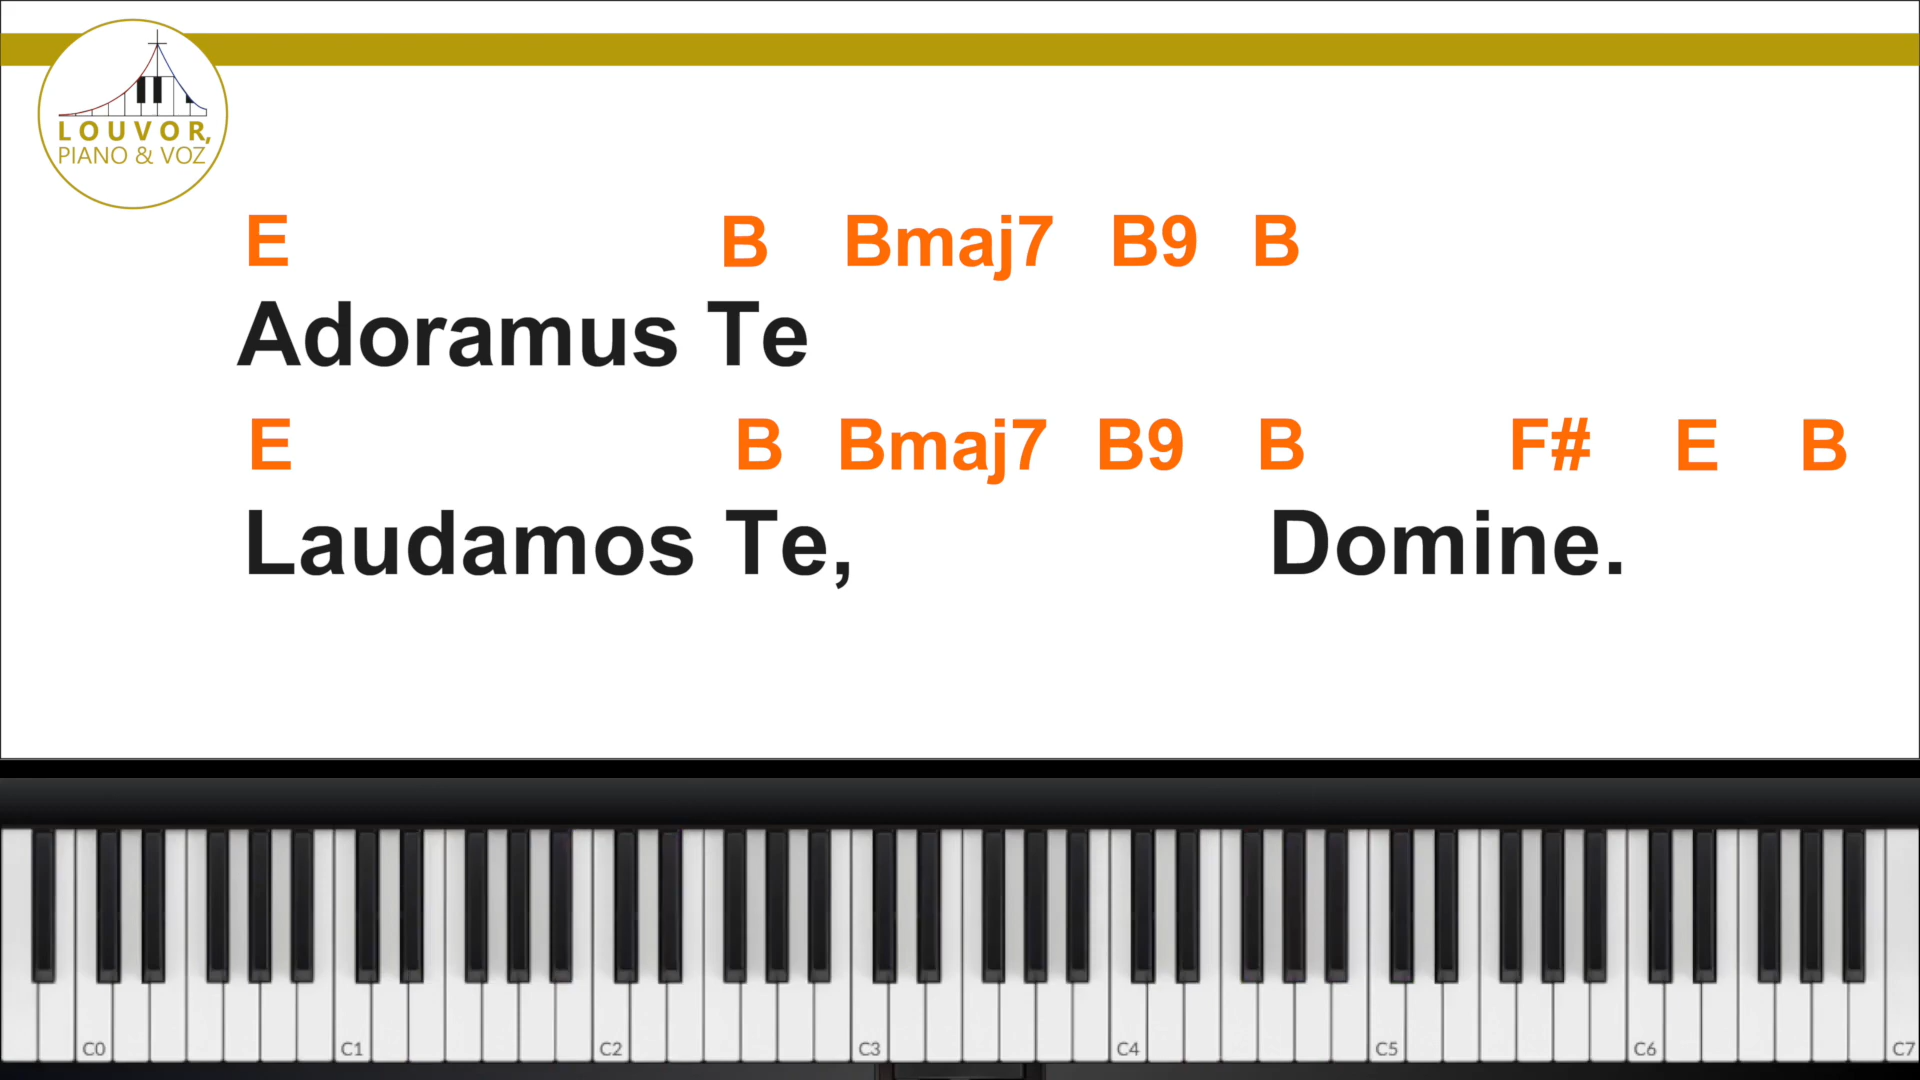 LOUVOR,
PIANO & VOZ
E B Bmaj7 B9 B
Adoramus Te
E B Bmaj7 B9 B F# E B
Laudamos Te, Domine.
C0 C1 C2 C3 C4 C5 C6 C7